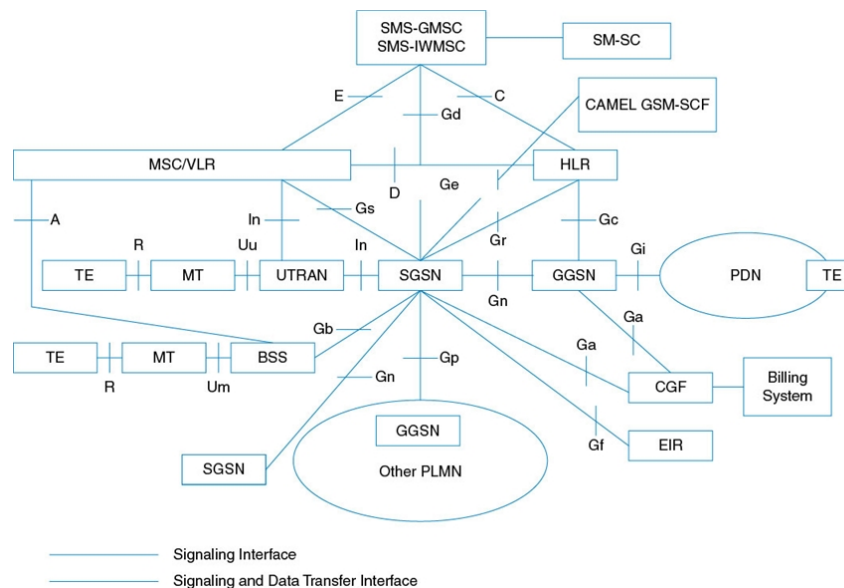 SMS-GMSC
SMS-IWMSC
SM-SC
E
C
Gd
CAMEL GSM-SCF
MSC/VLR
HLR
D
Ge
A
In
Gs
Gr
Gc
R
Uu
In
Gi
TE
MT
UTRAN
SGSN
GGSN
PDN
TE
Gn
Ga
Gb
TE
MT
BSS
Gp
Ga
R
Um
Gn
CGF
Billing
System
GGSN
Gf
EIR
SGSN
Other PLMN
Signaling Interface
Signaling and Data Transfer Interface